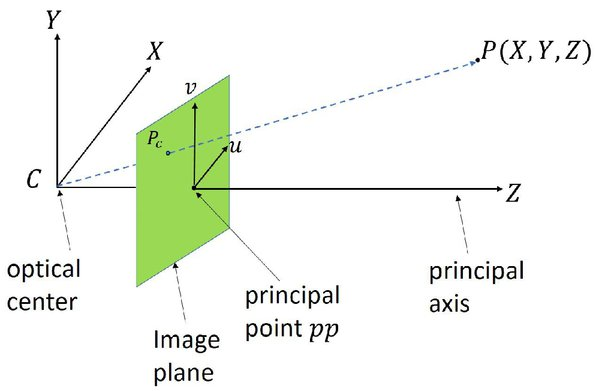 Y
X
P(X, Y, Z)
v
P_c
u
C
Z
optical
center
principal
point pp
principal
axis
Image
plane